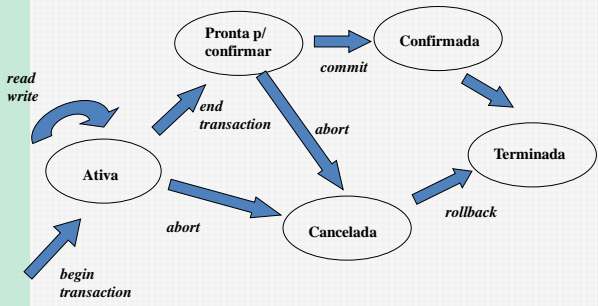 Pronta p/
confirmar
Confirmada
commit
read
write
end
transaction
abort
Terminada
Ativa
abort
Cancelada
rollback
begin
transaction